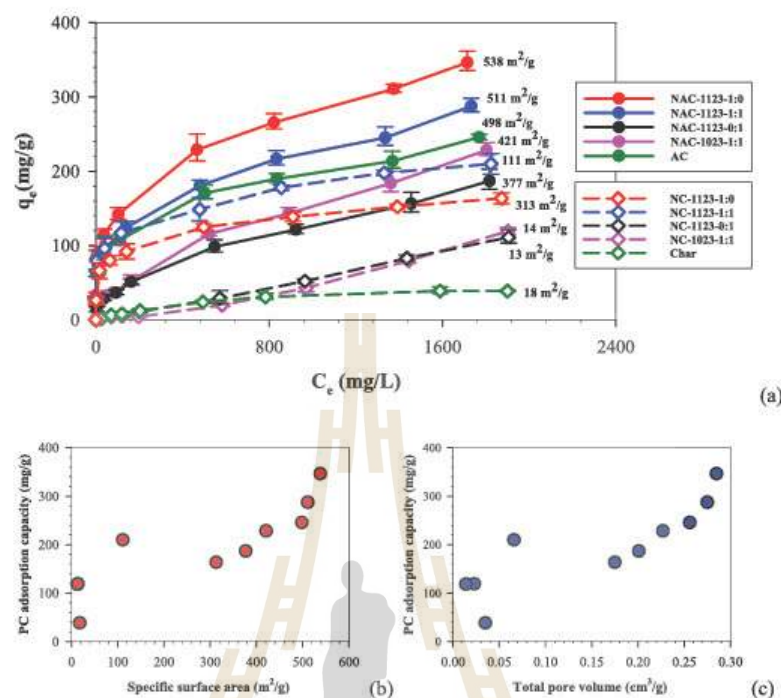 400
300
200
100
0
0
800
1600
2400
qe (mg/g)
Ce (mg/L)
538 m²/g
511 m²/g
498 m²/g
421 m²/g
111 m²/g
377 m²/g
313 m²/g
14 m²/g
13 m²/g
18 m²/g
NAC-1123-1:0
NAC-1123-1:1
NAC-1123-0:1
NAC-1023-1:1
AC
NC-1123-1:0
NC-1123-1:1
NC-1123-0:1
NC-1023-1:1
Char
(a)
PC adsorption capacity (mg/g)
400
300
200
100
0
0 100 200 300 400 500 600
Specific surface area (m²/g)
(b)
PC adsorption capacity (mg/g)
400
300
200
100
0
0.00 0.05 0.10 0.15 0.20 0.25 0.30
Total pore volume (cm³/g)
(c)